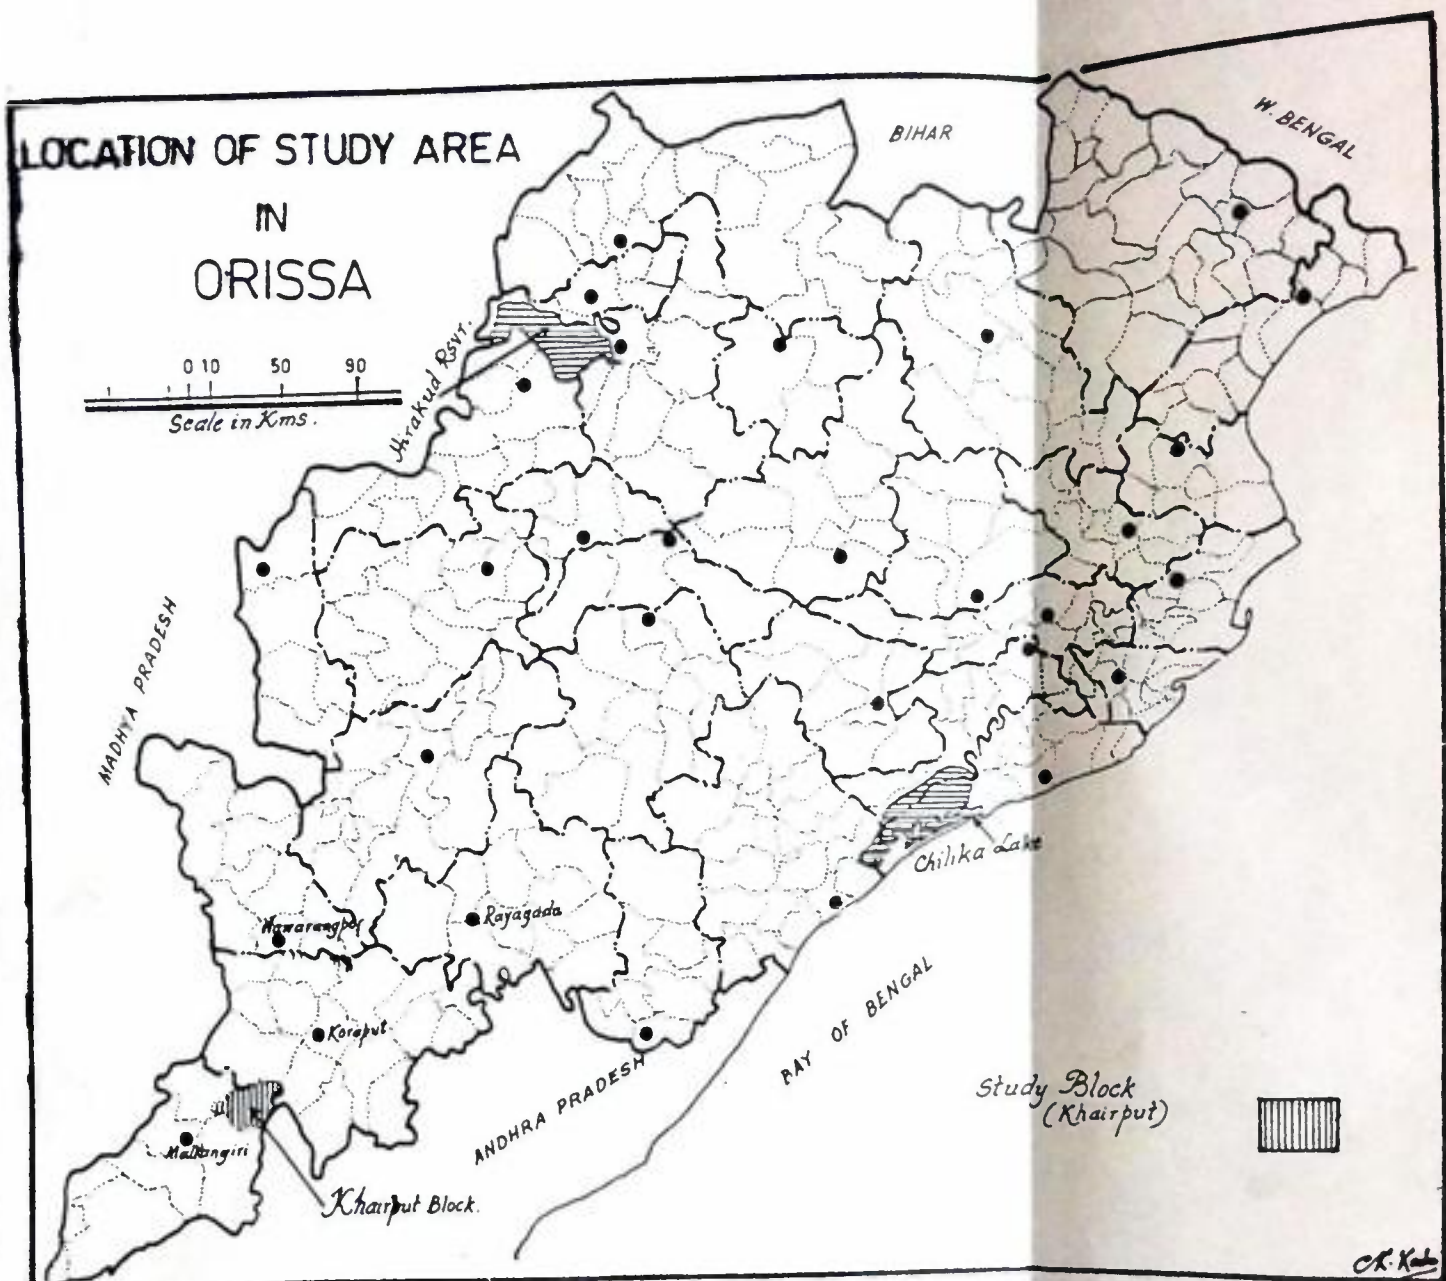 LOCATION OF STUDY AREA
IN
ORISSA
0 10 50 90
Scale in Kms.
BIHAR
W. BENGAL
Hirakud Rsvt.
MADHYA PRADESH
Chilika Lake
Nawarangpur
Rayagada
Koraput
BAY OF BENGAL
ANDHRA PRADESH
Study Block
(Khairput)
Malkangiri
Khairput Block.